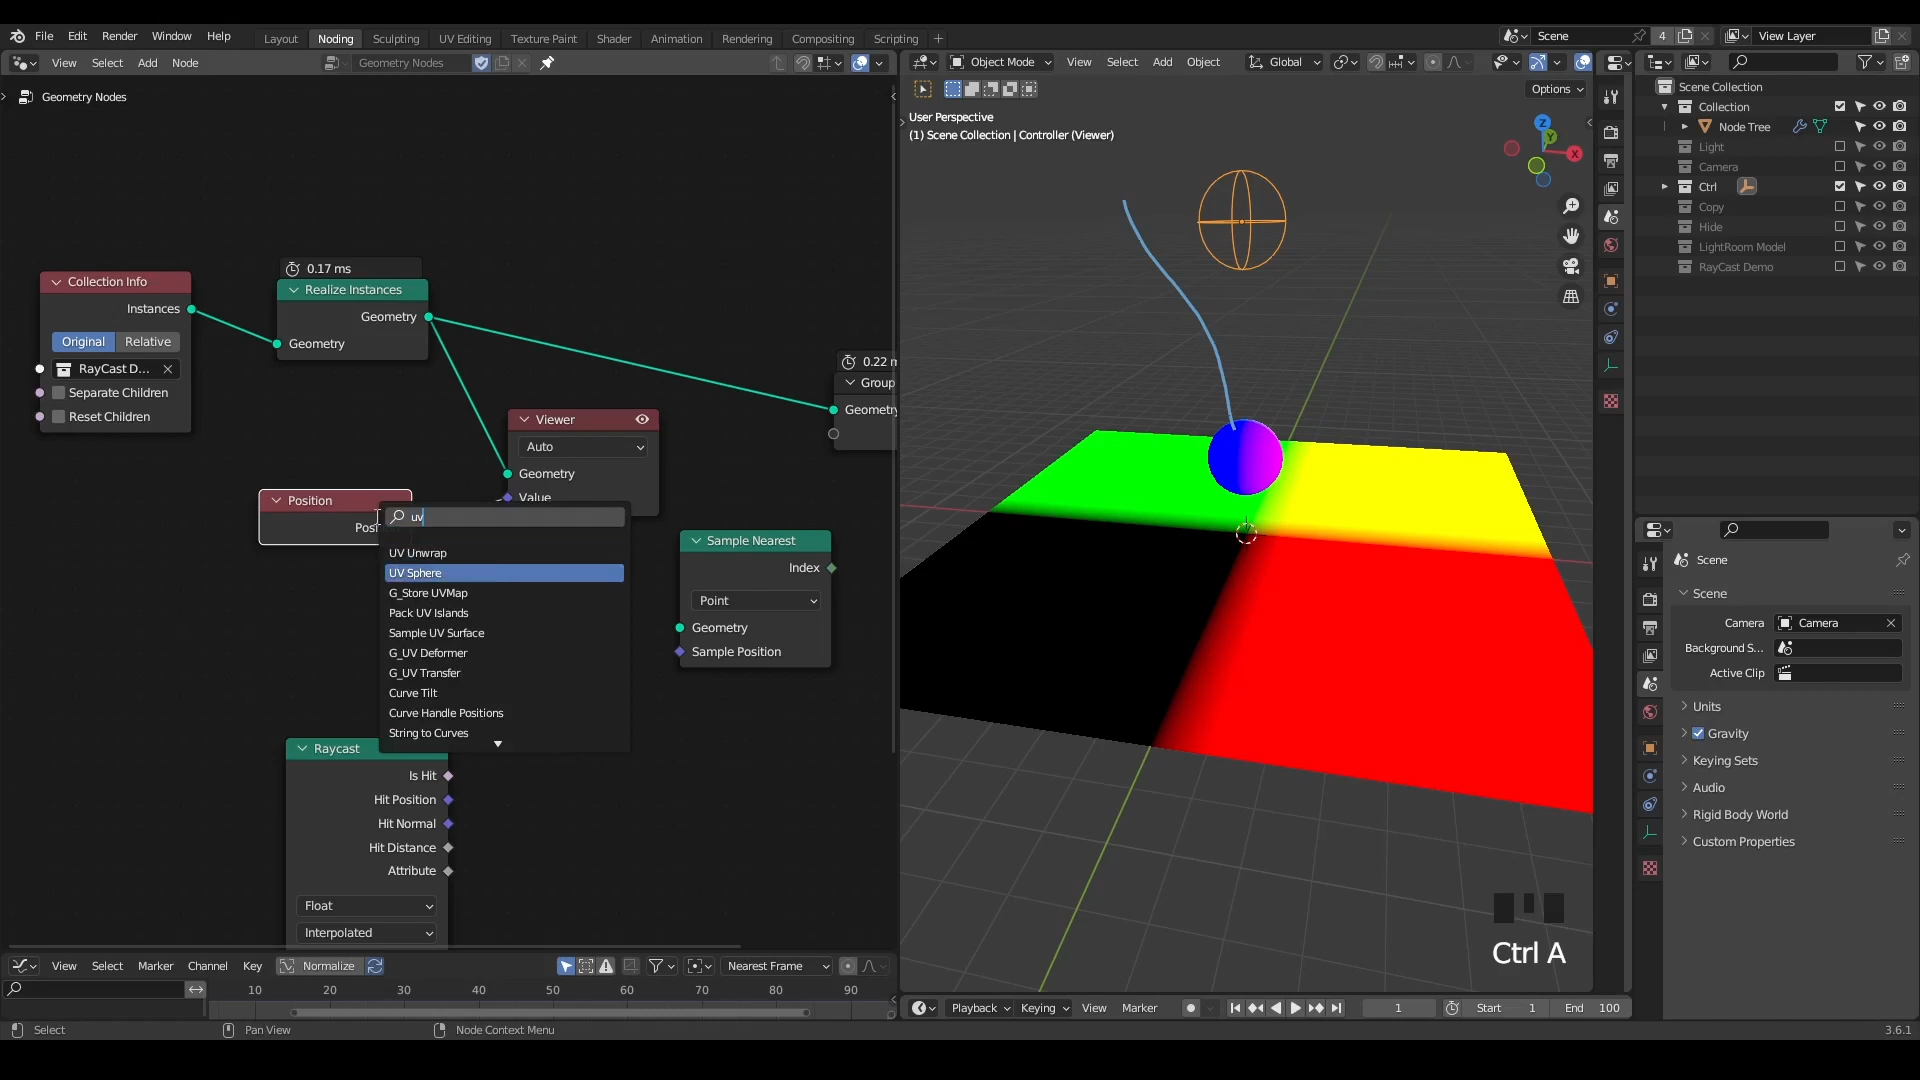 File Edit Render Window Help Layout Noding Sculpting UV Editing Texture Paint Shader Animation Rendering Compositing Scripting + Scene 4 View Layer
View Select Add Node Geometry Nodes Object Mode View Select Add Object Global
Options
Geometry Nodes
User Perspective
(1) Scene Collection | Controller (Viewer)
Z
Y
X
Scene Collection
Collection
Node Tree
Light
Camera
Ctrl
Copy
Hide
LightRoom Model
RayCast Demo
0.17 ms
Collection Info
Instances
Original Relative
RayCast D...
Separate Children
Reset Children
Realize Instances
Geometry
Geometry
0.22 m
Group
Geometry
Viewer
Auto
Geometry
Value
Position
Posi
uv
UV Unwrap
UV Sphere
G_Store UVMap
Pack UV Islands
Sample UV Surface
G_UV Deformer
G_UV Transfer
Curve Tilt
Curve Handle Positions
String to Curves
Sample Nearest
Index
Point
Geometry
Sample Position
Raycast
Is Hit
Hit Position
Hit Normal
Hit Distance
Attribute
Float
Interpolated
Scene
Scene
Camera Camera
Background S...
Active Clip
Units
Gravity
Keying Sets
Audio
Rigid Body World
Custom Properties
Ctrl A
View Select Marker Channel Key Normalize Nearest Frame
10 20 30 40 50 60 70 80 90
Playback Keying View Marker 1 Start 1 End 100
Select Pan View Node Context Menu 3.6.1